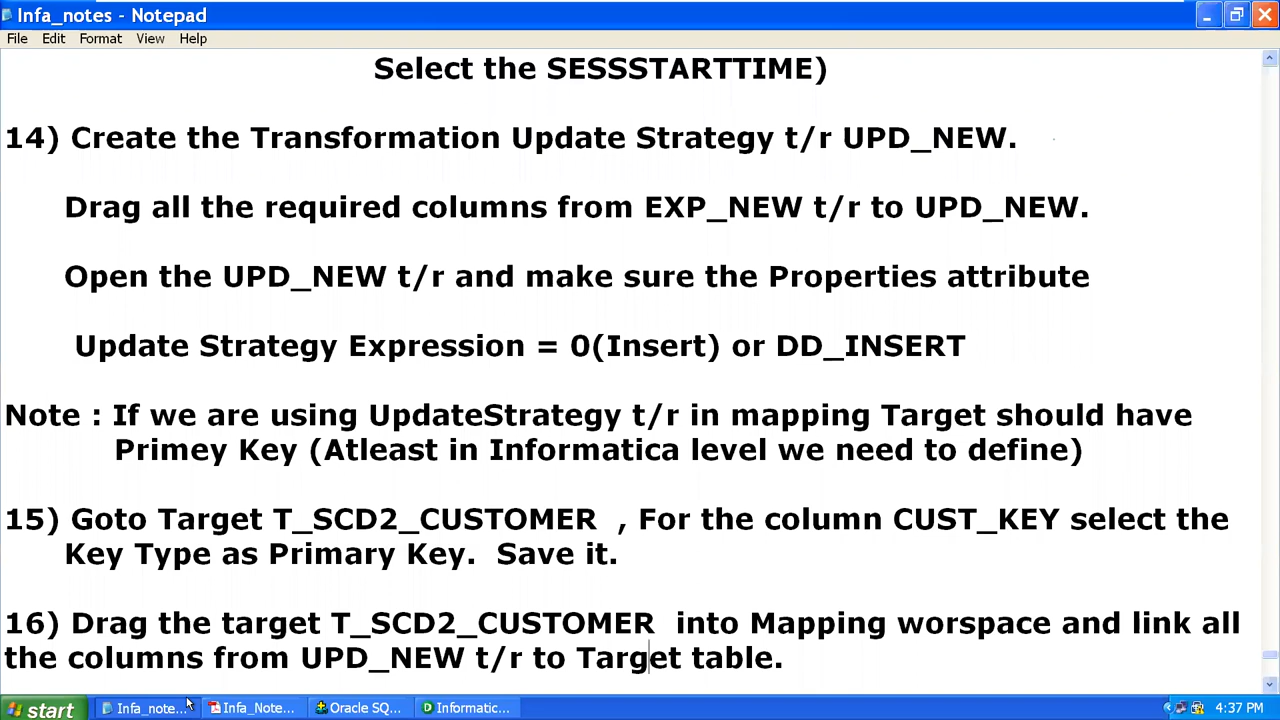 Infa_notes - Notepad
File Edit Format View Help
Select the SESSSTARTTIME)
14) Create the Transformation Update Strategy t/r UPD_NEW.
Drag all the required columns from EXP_NEW t/r to UPD_NEW.
Open the UPD_NEW t/r and make sure the Properties attribute
Update Strategy Expression = 0(Insert) or DD_INSERT
Note : If we are using UpdateStrategy t/r in mapping Target should have
Primey Key (Atleast in Informatica level we need to define)
15) Goto Target T_SCD2_CUSTOMER , For the column CUST_KEY select the
Key Type as Primary Key. Save it.
16) Drag the target T_SCD2_CUSTOMER into Mapping worspace and link all
the columns from UPD_NEW t/r to Target table.
start Infa_note... Infa_Note... Oracle SQ... Informatic... 4:37 PM